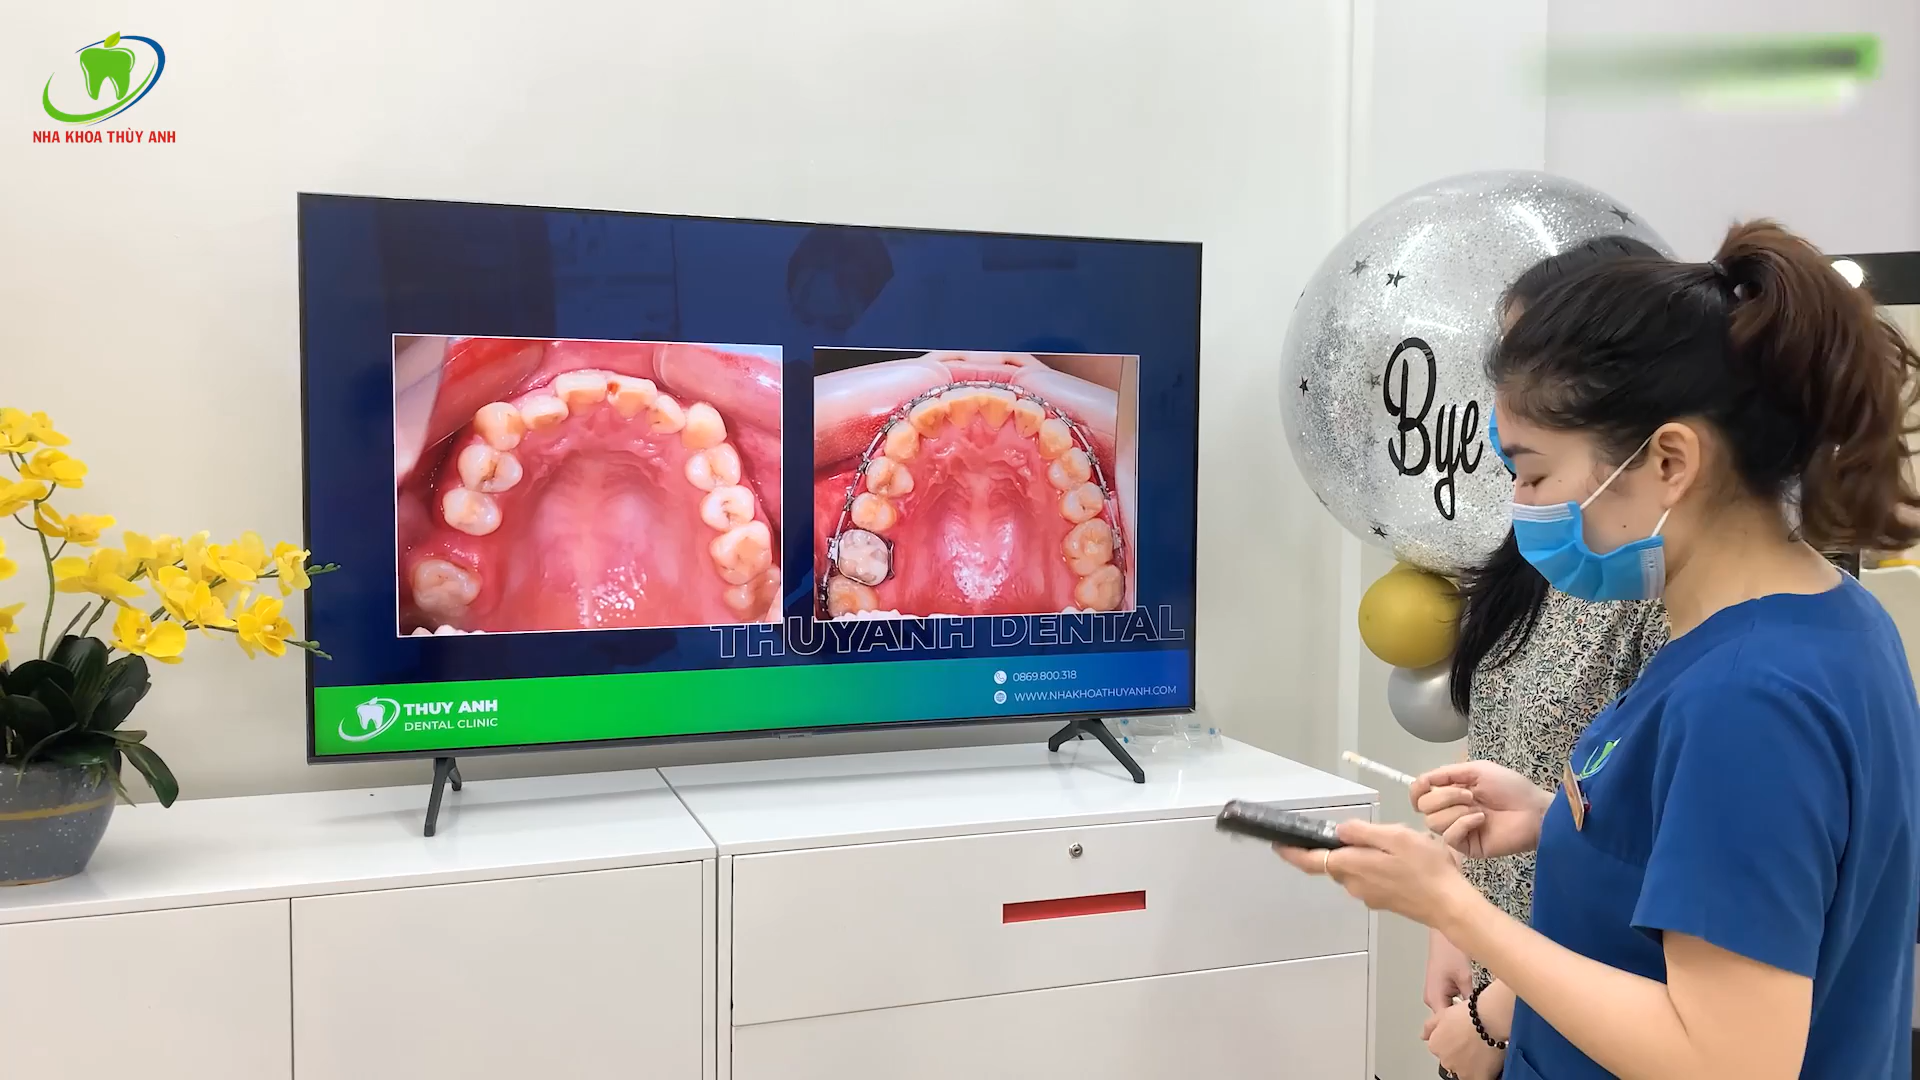 NHA KHOA THÙY ANH
Bye
THUYANH DENTAL
THUY ANH
DENTAL CLINIC
0869.800.318
WWW.NHAKHOATHUYANH.COM